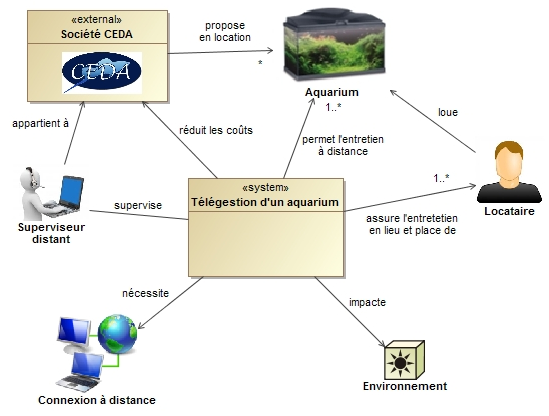 «external»
Société CEDA
CEDA
propose
en location
*
Aquarium
1..*
appartient à
réduit les coûts
permet l'entretien
à distance
loue
Superviseur
distant
supervise
«system»
Télégestion d'un aquarium
1..*
Locataire
assure l'entretetien
en lieu et place de
nécessite
impacte
Connexion à distance
Environnement